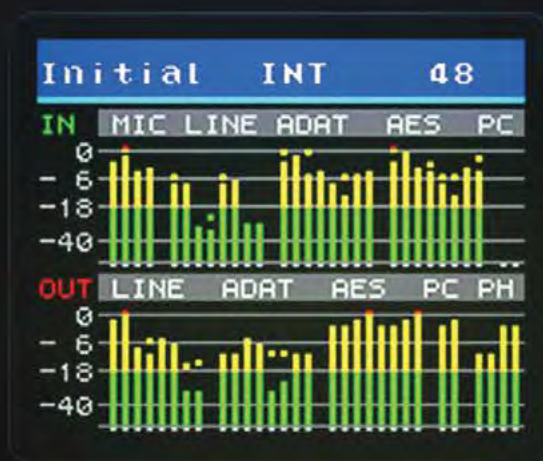 Initial INT 48
IN MIC LINE ADAT AES PC
0
- 6
-18
-40
OUT LINE ADAT AES PC PH
0
- 6
-18
-40